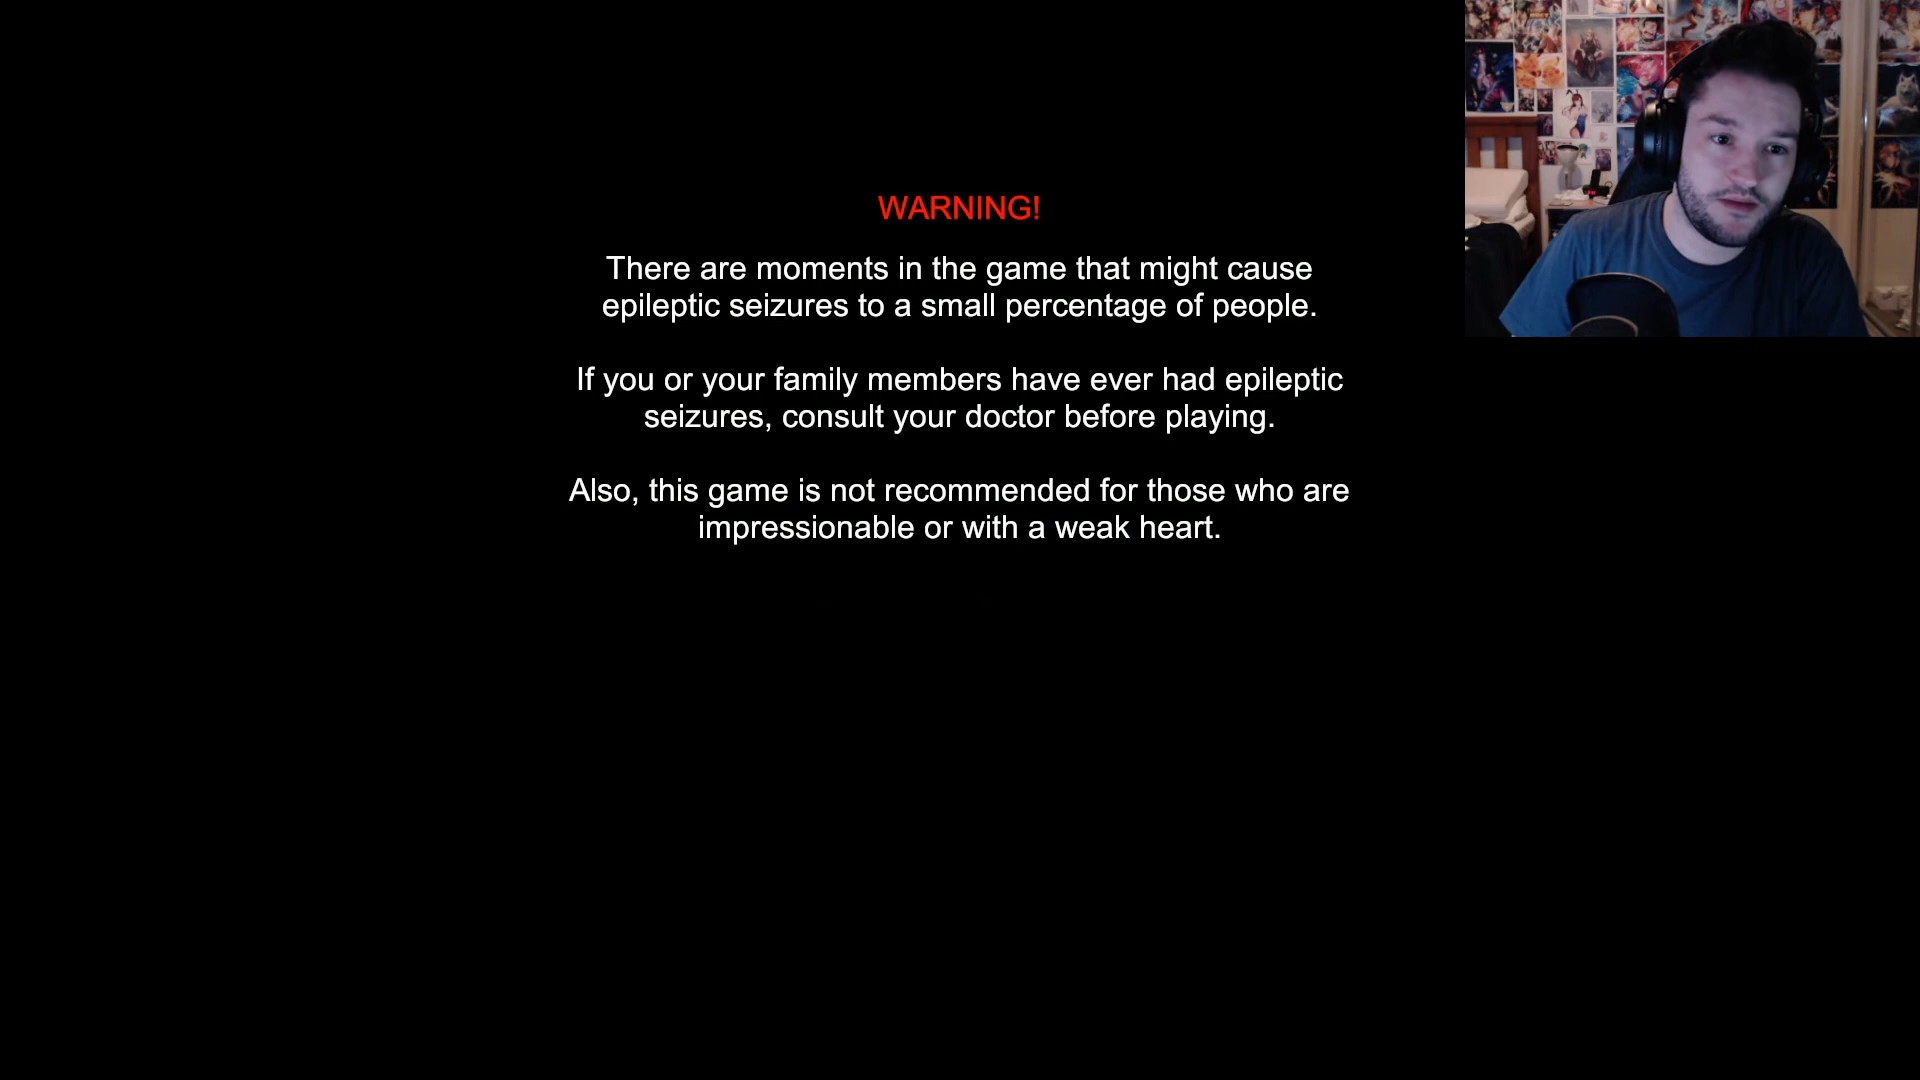 WARNING!
There are moments in the game that might cause
epileptic seizures to a small percentage of people.
If you or your family members have ever had epileptic
seizures, consult your doctor before playing.
Also, this game is not recommended for those who are
impressionable or with a weak heart.